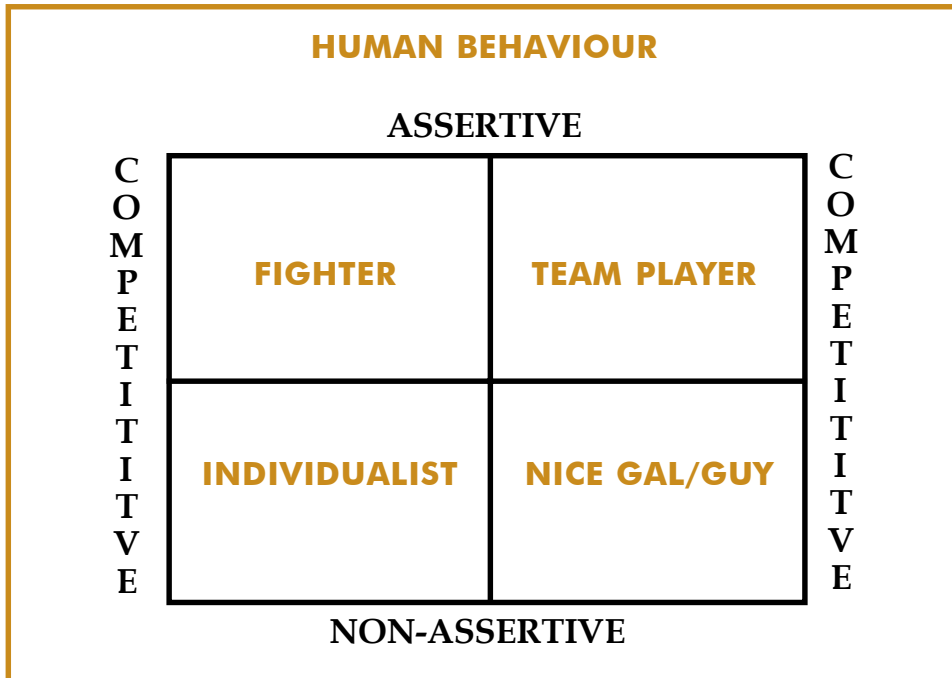 HUMAN BEHAVIOUR
ASSERTIVE
COMPETITIVE
COMPETITIVE
FIGHTER
TEAM PLAYER
INDIVIDUALIST
NICE GAL/GUY
NON-ASSERTIVE